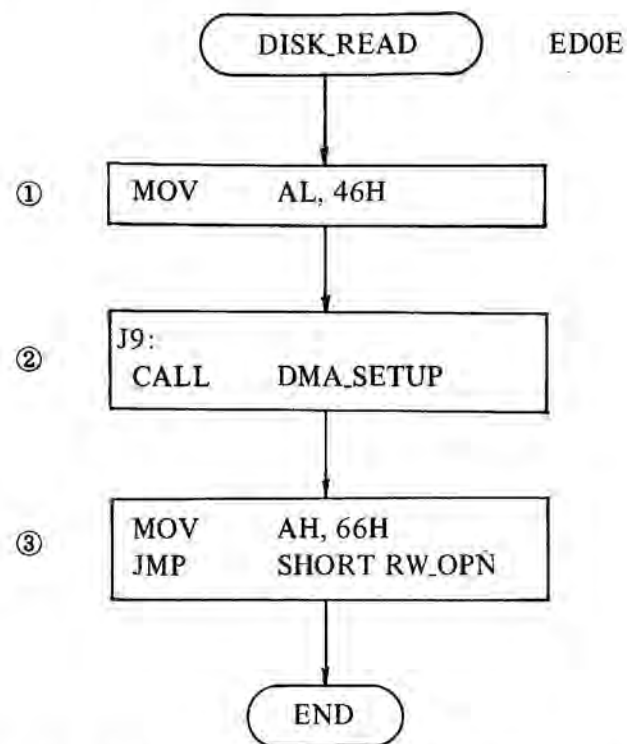 DISK_READ ED0E
① MOV AL, 46H
② J9:
CALL DMA_SETUP
③ MOV AH, 66H
JMP SHORT RW_OPN
END